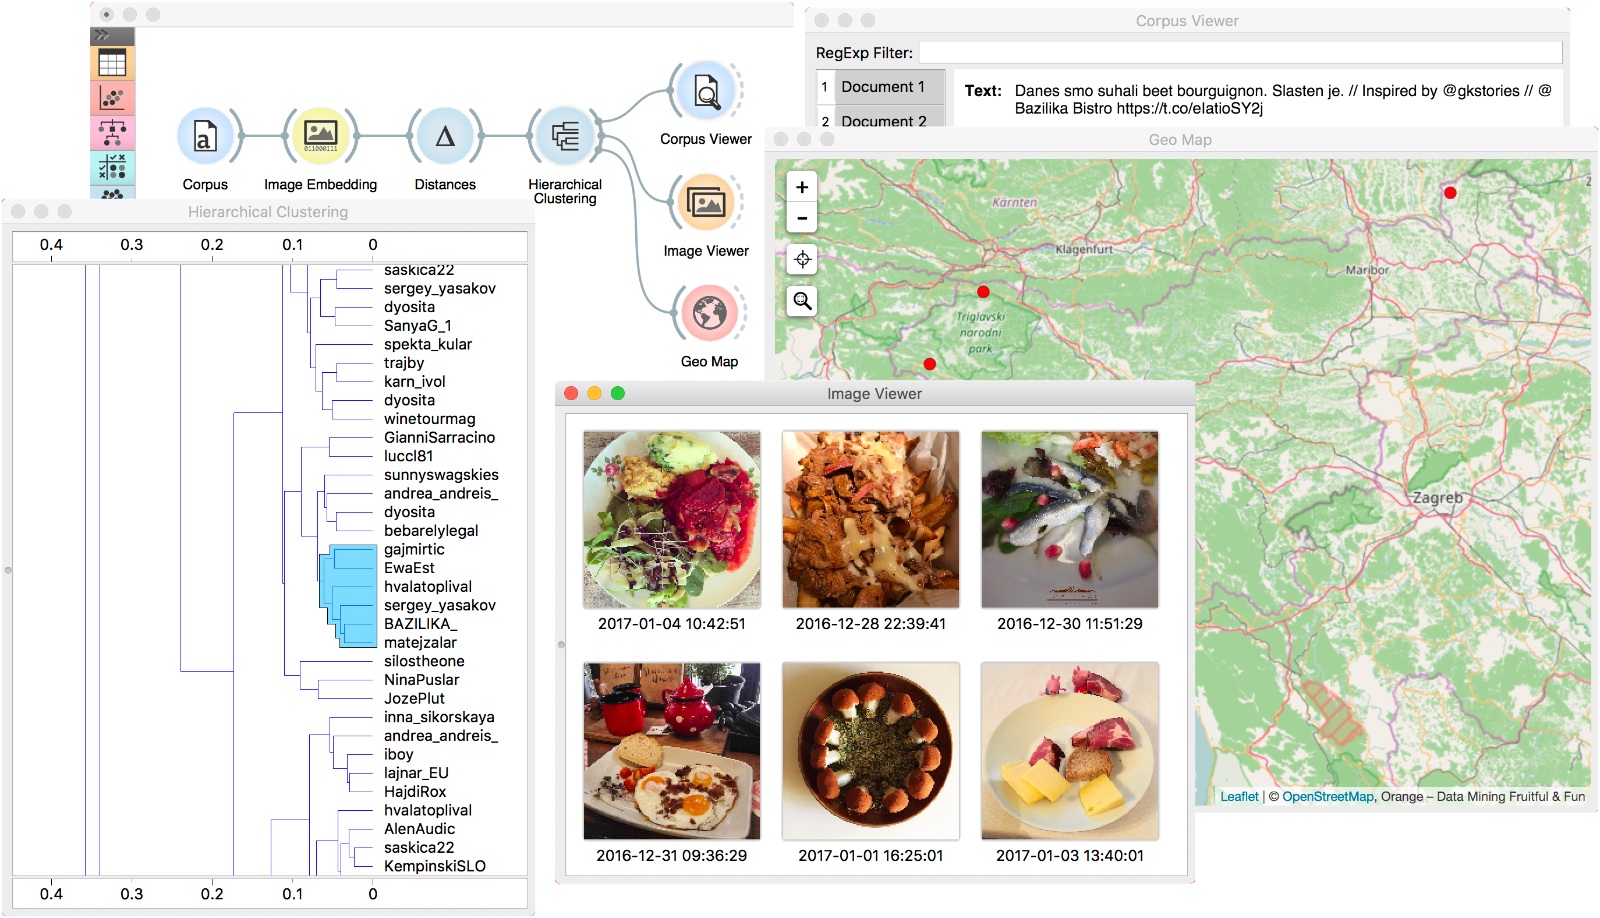 Corpus
Image Embedding
Distances
Hierarchical
Clustering
Corpus Viewer
Image Viewer
Geo Map
011000111
Corpus Viewer
RegExp Filter:
1 Document 1
2 Document 2
Text: Danes smo suhali beet bourguignon. Slasten je. // Inspired by @gkstories // @
Bazilika Bistro https://t.co/eIatioSY2j
Hierarchical Clustering
0.4 0.3 0.2 0.1 0
saskica22
sergey_yasakov
dyosita
SanyaG_1
spekta_kular
trajby
karn_ivol
dyosita
winetourmag
GianniSarracino
luccl81
sunnyswagskies
andrea_andreis_
dyosita
bebarelylegal
gajmirtic
EwaEst
hvalatoplival
sergey_yasakov
BAZILIKA_
matejzalar
silostheone
NinaPuslar
JozePlut
inna_sikorskaya
andrea_andreis_
iboy
lajnar_EU
HajdiRox
hvalatoplival
AlenAudic
saskica22
KempinskiSLO
0.4 0.3 0.2 0.1 0
Geo Map
+
−
Kärnten
Klagenfurt
Maribor
Triglavski
narodni
park
Zagreb
Leaflet | © OpenStreetMap, Orange – Data Mining Fruitful & Fun
Image Viewer
2017-01-04 10:42:51
2016-12-28 22:39:41
2016-12-30 11:51:29
2016-12-31 09:36:29
2017-01-01 16:25:01
2017-01-03 13:40:01